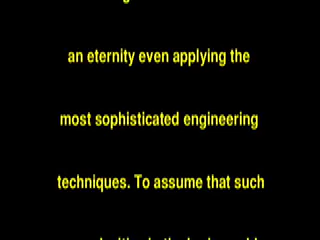 an eternity even applying the
most sophisticated engineering
techniques. To assume that such